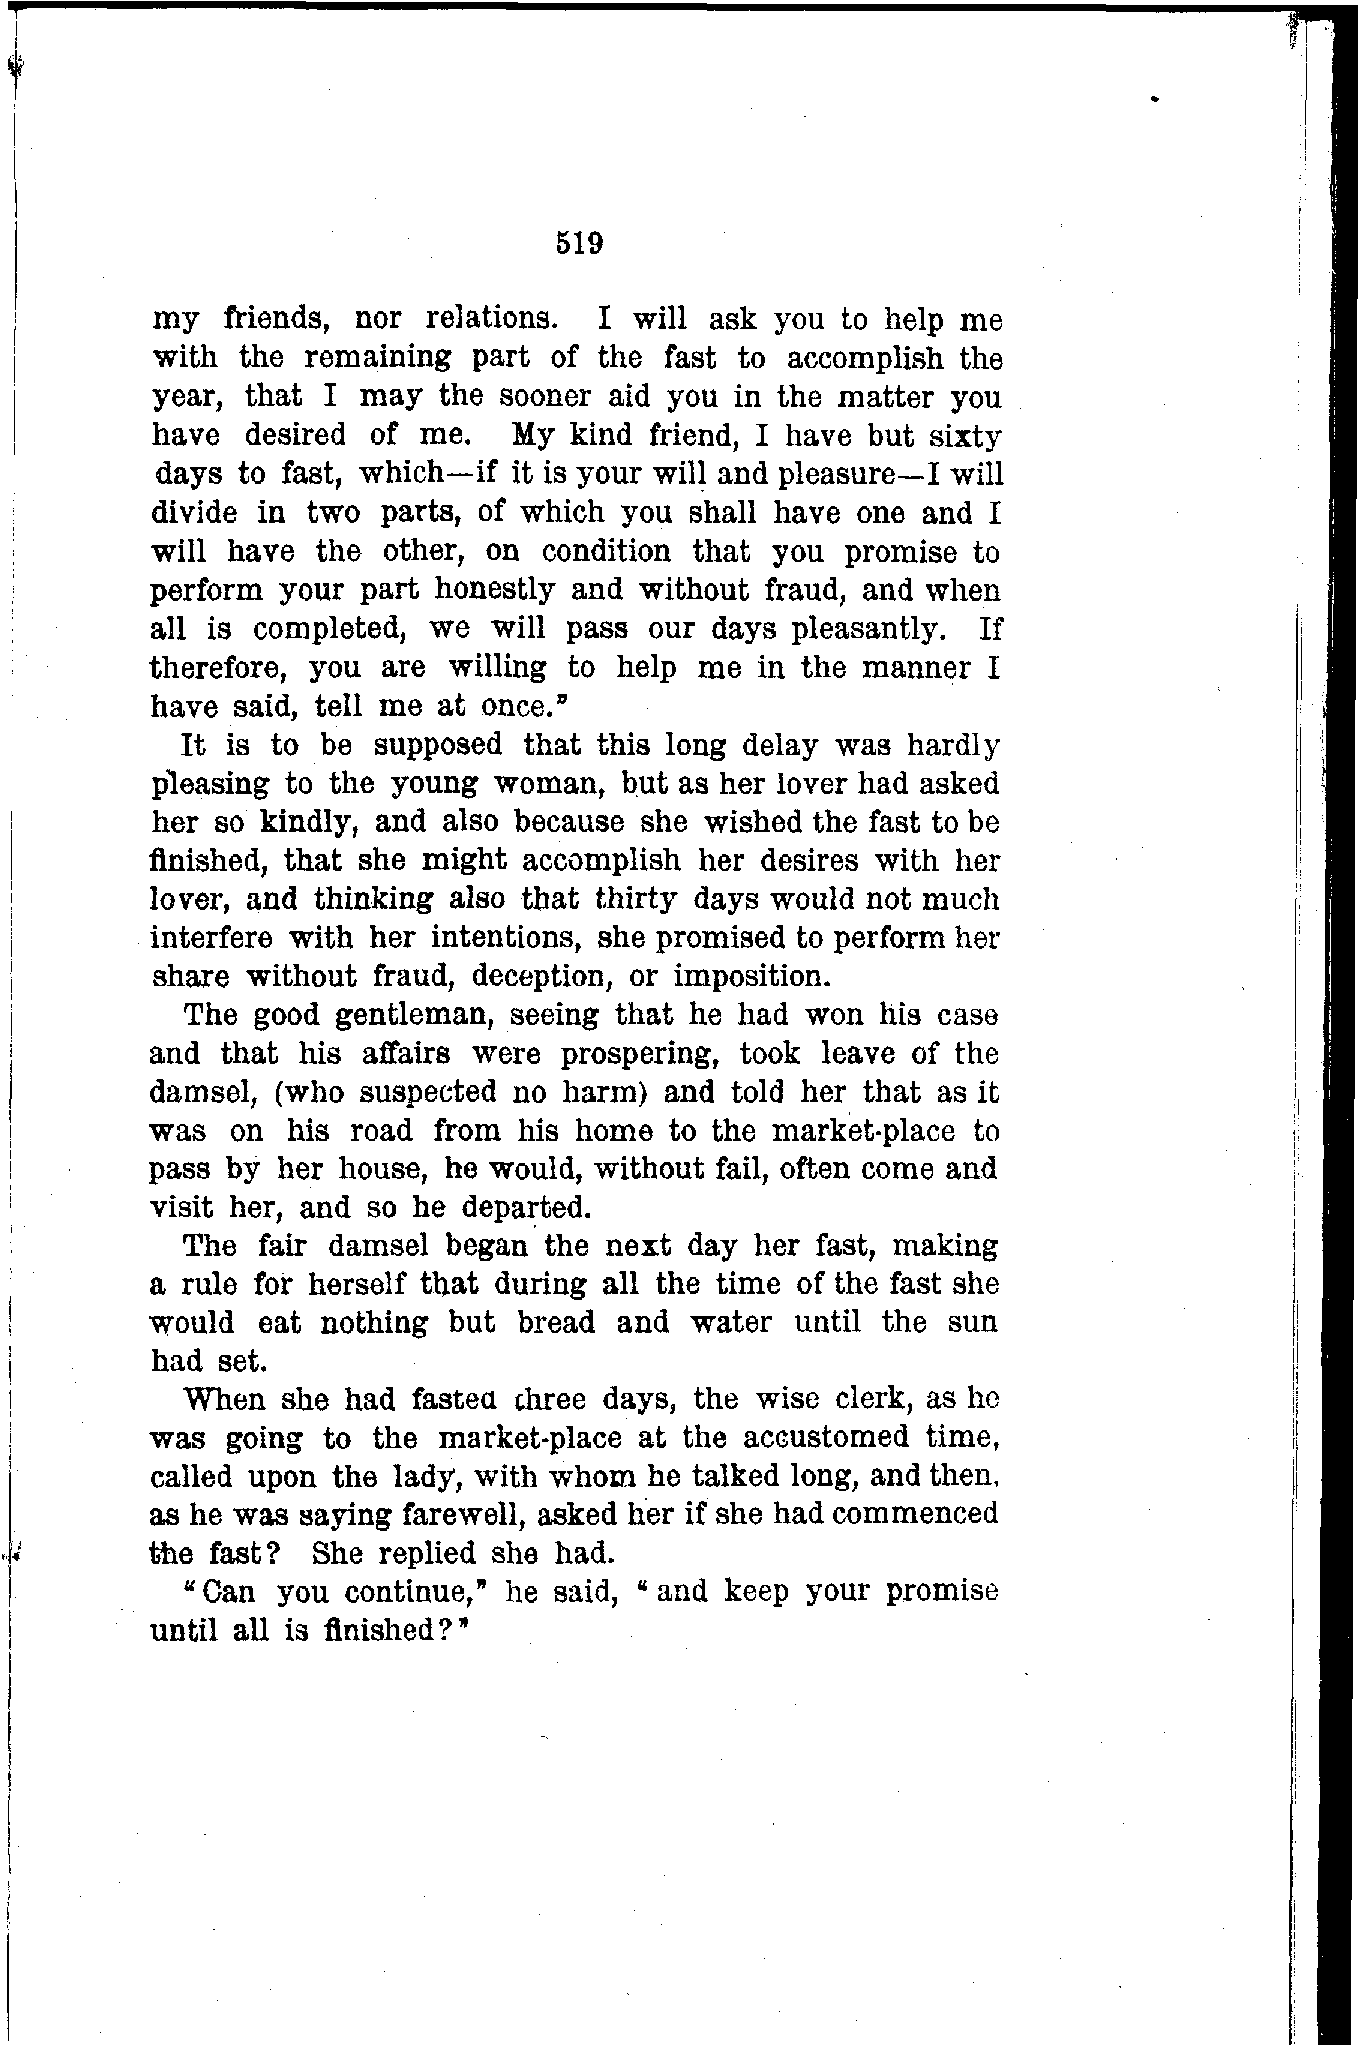 519
my friends, nor relations. I will ask you to help me
with the remaining part of the fast to accomplish the
year, that I may the sooner aid you in the matter you
have desired of me. My kind friend, I have but sixty
days to fast, which—if it is your will and pleasure—I will
divide in two parts, of which you shall have one and I
will have the other, on condition that you promise to
perform your part honestly and without fraud, and when
all is completed, we will pass our days pleasantly. If
therefore, you are willing to help me in the manner I
have said, tell me at once."
It is to be supposed that this long delay was hardly
pleasing to the young woman, but as her lover had asked
her so kindly, and also because she wished the fast to be
finished, that she might accomplish her desires with her
lover, and thinking also that thirty days would not much
interfere with her intentions, she promised to perform her
share without fraud, deception, or imposition.
The good gentleman, seeing that he had won his case
and that his affairs were prospering, took leave of the
damsel, (who suspected no harm) and told her that as it
was on his road from his home to the market-place to
pass by her house, he would, without fail, often come and
visit her, and so he departed.
The fair damsel began the next day her fast, making
a rule for herself that during all the time of the fast she
would eat nothing but bread and water until the sun
had set.
When she had fasted three days, the wise clerk, as he
was going to the market-place at the accustomed time,
called upon the lady, with whom he talked long, and then,
as he was saying farewell, asked her if she had commenced
the fast? She replied she had.
"Can you continue," he said, "and keep your promise
until all is finished?"